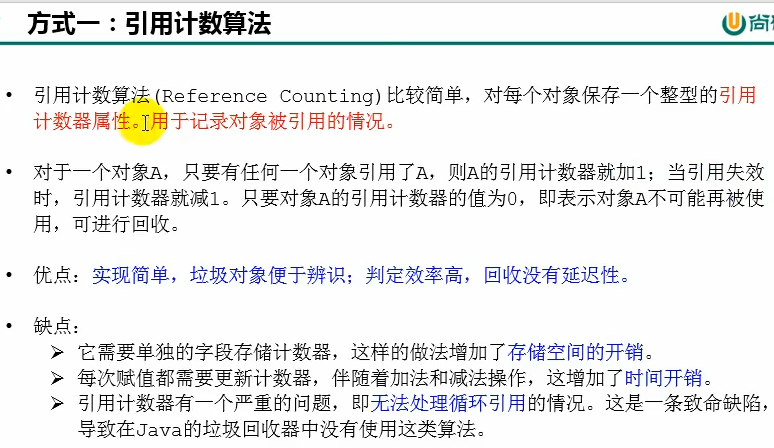 方式一：引用计数算法
尚
• 引用计数算法(Reference Counting)比较简单，对每个对象保存一个整型的引用
计数器属性。用于记录对象被引用的情况。
• 对于一个对象A，只要有任何一个对象引用了A，则A的引用计数器就加1；当引用失效
时，引用计数器就减1。只要对象A的引用计数器的值为0，即表示对象A不可能再被使
用，可进行回收。
• 优点：实现简单，垃圾对象便于辨识；判定效率高，回收没有延迟性。
• 缺点：
➢ 它需要单独的字段存储计数器，这样的做法增加了存储空间的开销。
➢ 每次赋值都需要更新计数器，伴随着加法和减法操作，这增加了时间开销。
➢ 引用计数器有一个严重的问题，即无法处理循环引用的情况。这是一条致命缺陷，
导致在Java的垃圾回收器中没有使用这类算法。